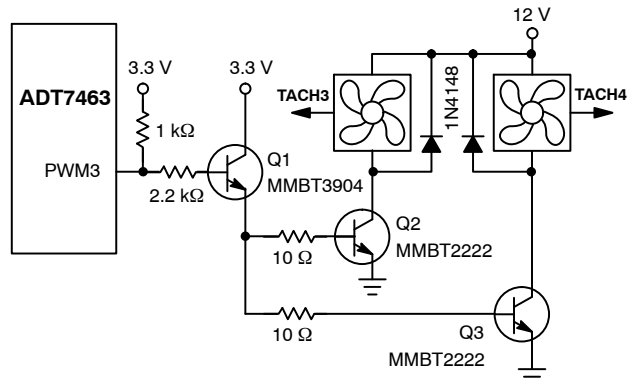 12 V
3.3 V
3.3 V
ADT7463
TACH3
1N4148
TACH4
1 kΩ
PWM3
2.2 kΩ
Q1
MMBT3904
Q2
MMBT2222
10 Ω
10 Ω
Q3
MMBT2222